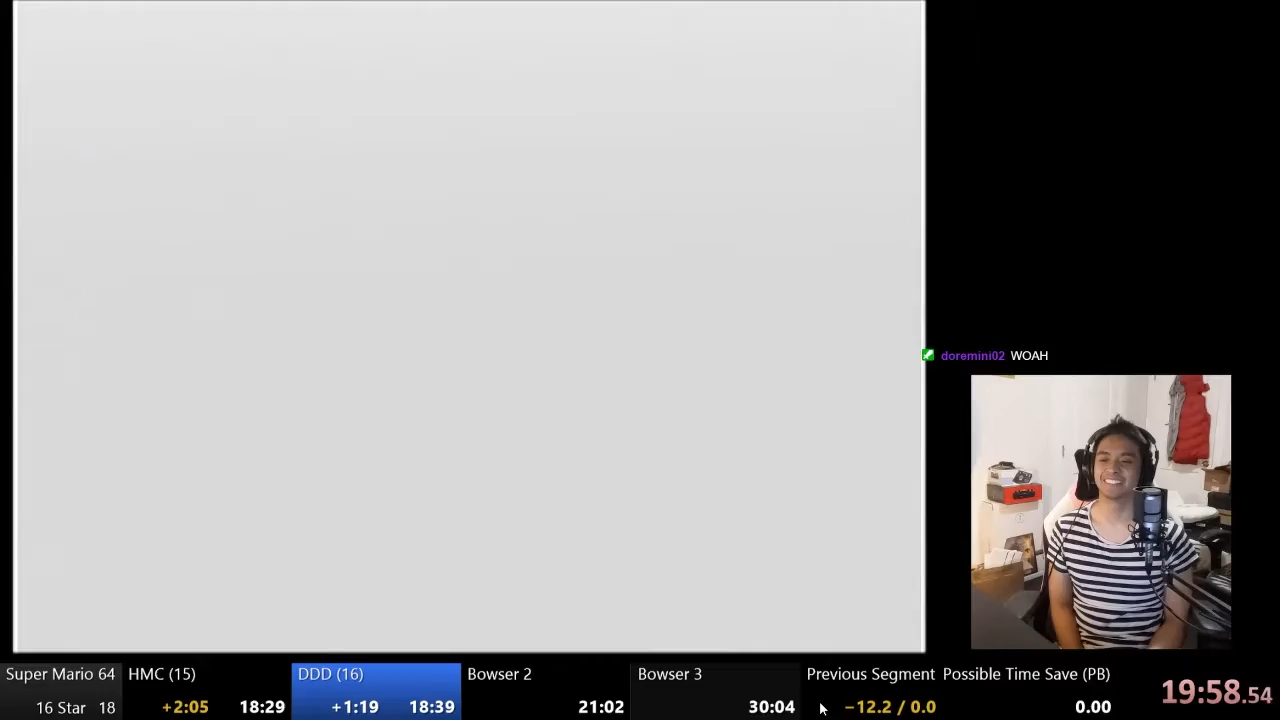 doremini02 WOAH
Super Mario 64
16 Star 18
HMC (15)
+2:05 18:29
DDD (16)
+1:19 18:39
Bowser 2
21:02
Bowser 3
30:04
Previous Segment
−12.2 / 0.0
Possible Time Save (PB)
0.00
19:58.54